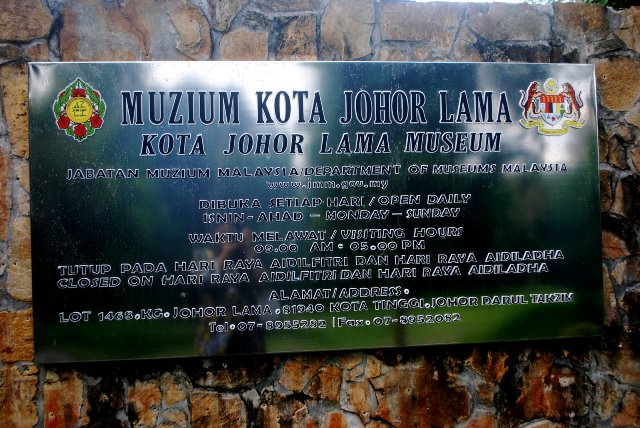 MUZIUM KOTA JOHOR LAMA
KOTA JOHOR LAMA MUSEUM
JABATAN MUZIUM MALAYSIA/DEPARTMENT OF MUSEUMS MALAYSIA
www.jmm.gov.my
DIBUKA SETIAP HARI / OPEN DAILY
ISNIN - AHAD - MONDAY - SUNDAY
WAKTU MELAWAT / VISITING HOURS
09.00 AM - 05.00 PM
TUTUP PADA HARI RAYA AIDILFITRI DAN HARI RAYA AIDILADHA
CLOSED ON HARI RAYA AIDILFITRI DAN HARI RAYA AIDILADHA
ALAMAT/ADDRESS.
LOT 1465,KG.JOHOR LAMA,81940 KOTA TINGGI,JOHOR DARUL TAKZIM
Tel.07-8955282 | Fax.07-8952082